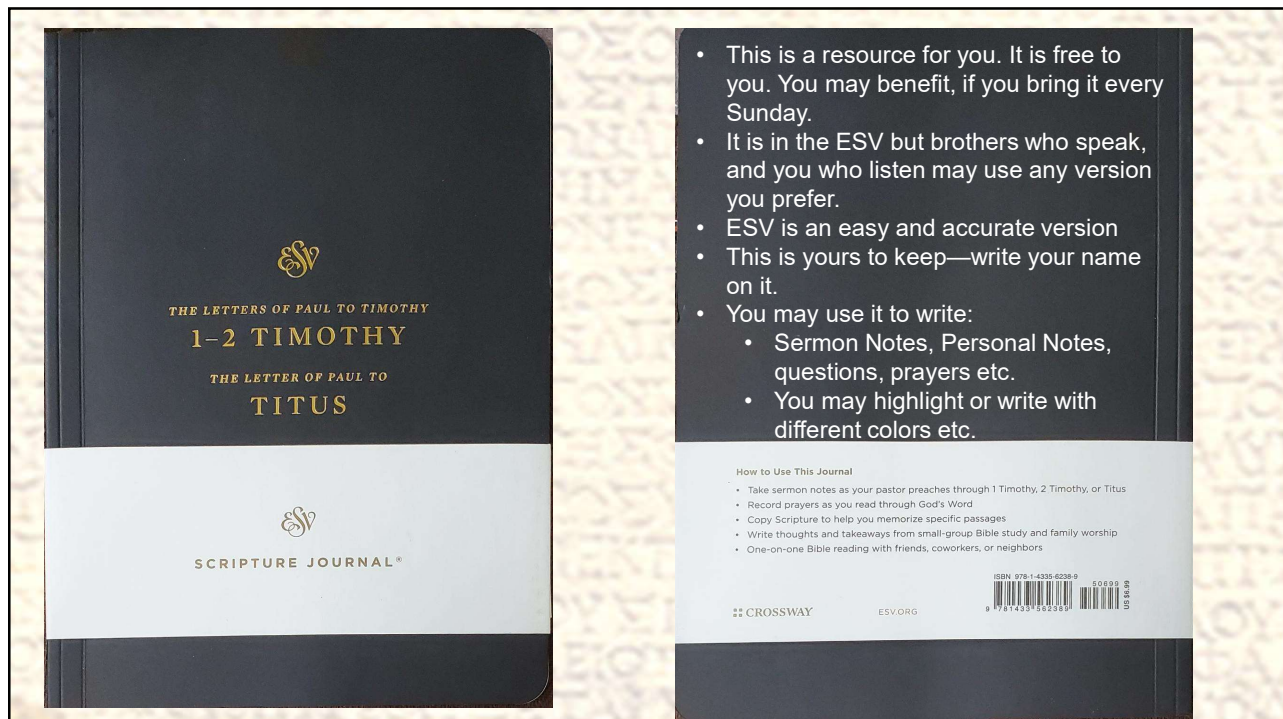 ESV
THE LETTERS OF PAUL TO TIMOTHY
1–2 TIMOTHY
THE LETTER OF PAUL TO
TITUS
ESV
SCRIPTURE JOURNAL®
• This is a resource for you. It is free to
you. You may benefit, if you bring it every
Sunday.
• It is in the ESV but brothers who speak,
and you who listen may use any version
you prefer.
• ESV is an easy and accurate version
• This is yours to keep—write your name
on it.
• You may use it to write:
• Sermon Notes, Personal Notes,
questions, prayers etc.
• You may highlight or write with
different colors etc.
How to Use This Journal
• Take sermon notes as your pastor preaches through 1 Timothy, 2 Timothy, or Titus
• Record prayers as you read through God's Word
• Copy Scripture to help you memorize specific passages
• Write thoughts and takeaways from small-group Bible study and family worship
• One-on-one Bible reading with friends, coworkers, or neighbors
CROSSWAY
ESV.ORG
ISBN 978-1-4335-6238-9
9 781433 562389
50699
US $6.99